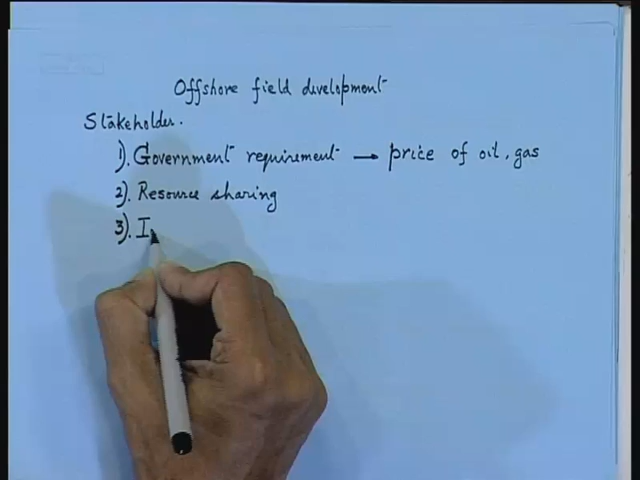 Offshore field development
Stakeholder.
1). Government requirement → price of oil, gas
2). Resource sharing
3). I